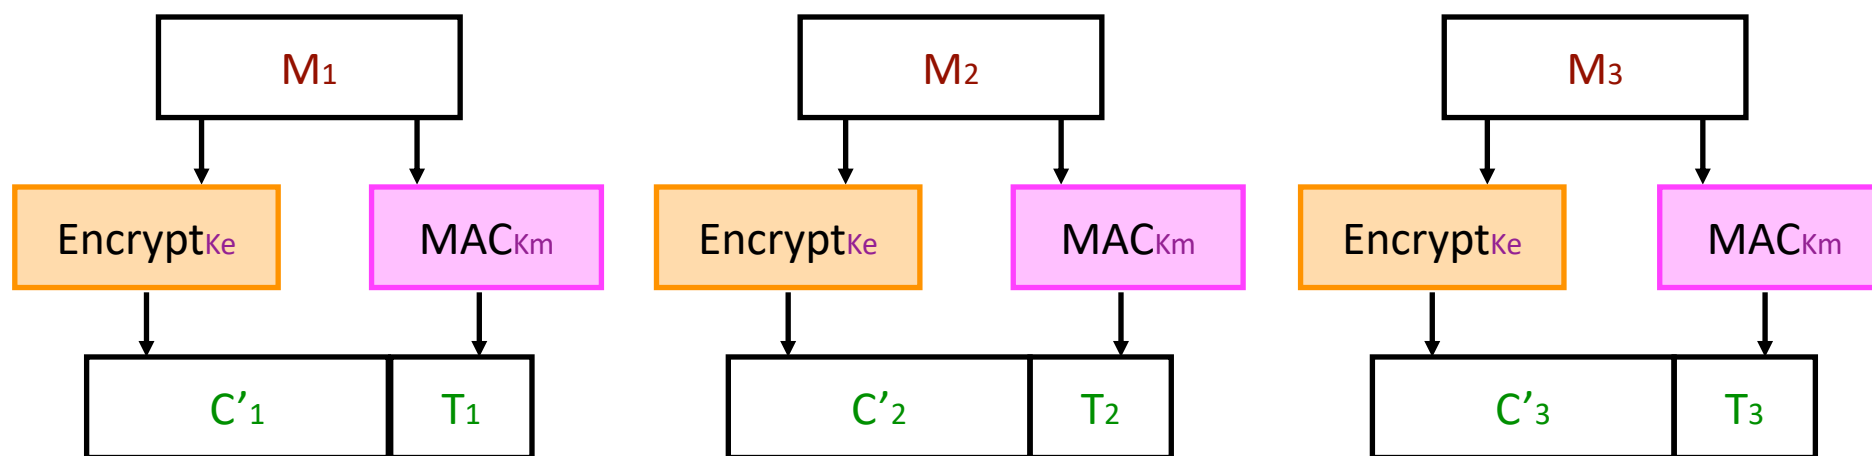 M1 M2 M3
EncryptKe MACKm EncryptKe MACKm EncryptKe MACKm
C’1 T1 C’2 T2 C’3 T3